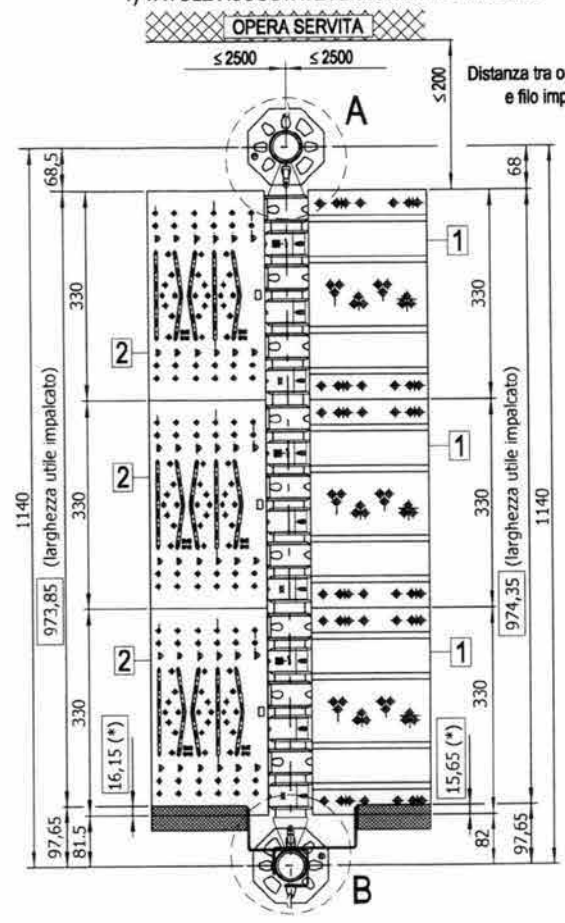 OPERA SERVITA
≤ 2500 ≤ 2500
≤ 200
Distanza tra o
e filo imp
A
68,5
68
330
330
1
2
330
330
1
2
1140
973,85 (larghezza utile impalcato)
974,35 (larghezza utile impalcato)
1140
330
330
1
2
16,15 (*)
15,65 (*)
97,65
81.5
82
97,65
B